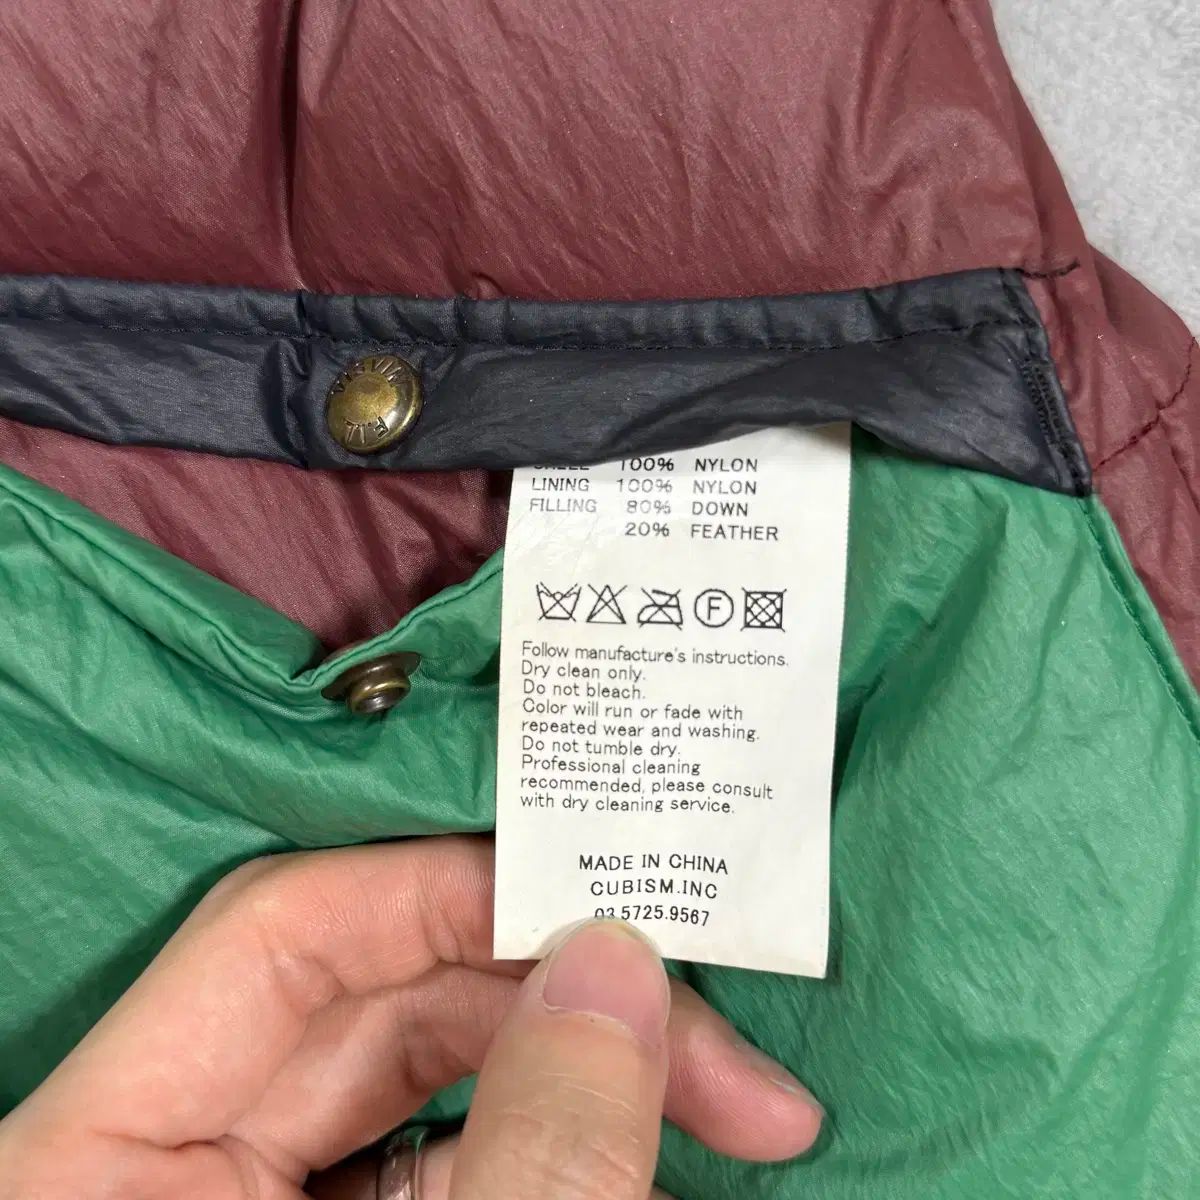 VISVIM
F.I.L
SHELL 100% NYLON
LINING 100% NYLON
FILLING 80% DOWN
20% FEATHER
F
Follow manufacture's instructions.
Dry clean only.
Do not bleach.
Color will run or fade with
repeated wear and washing.
Do not tumble dry.
Professional cleaning
recommended, please consult
with dry cleaning service.
MADE IN CHINA
CUBISM.INC
03.5725.9567